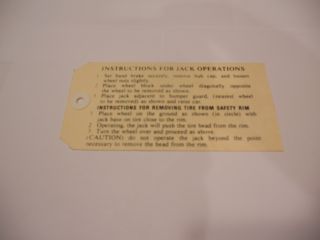 INSTRUCTIONS FOR JACK OPERATIONS
1 Set hand brake securely, remove hub cap, and loosen
wheel nuts slightly.
2 Place wheel block under wheel diagonally opposite
the wheel to be removed as shown.
3 Place jack adjacent to bumper guard, (nearest wheel
to be removed) as shown and raise car.
INSTRUCTIONS FOR REMOVING TIRE FROM SAFETY RIM
1 Place wheel on the ground as shown (in circle) with
jack base on tire close to the rim.
2 Operating, the jack will push the tire bead from the rim.
3 Turn the wheel over and proceed as above.
(CAUTION) do not operate the jack beyond the point
necessary to remove the bead from the rim.